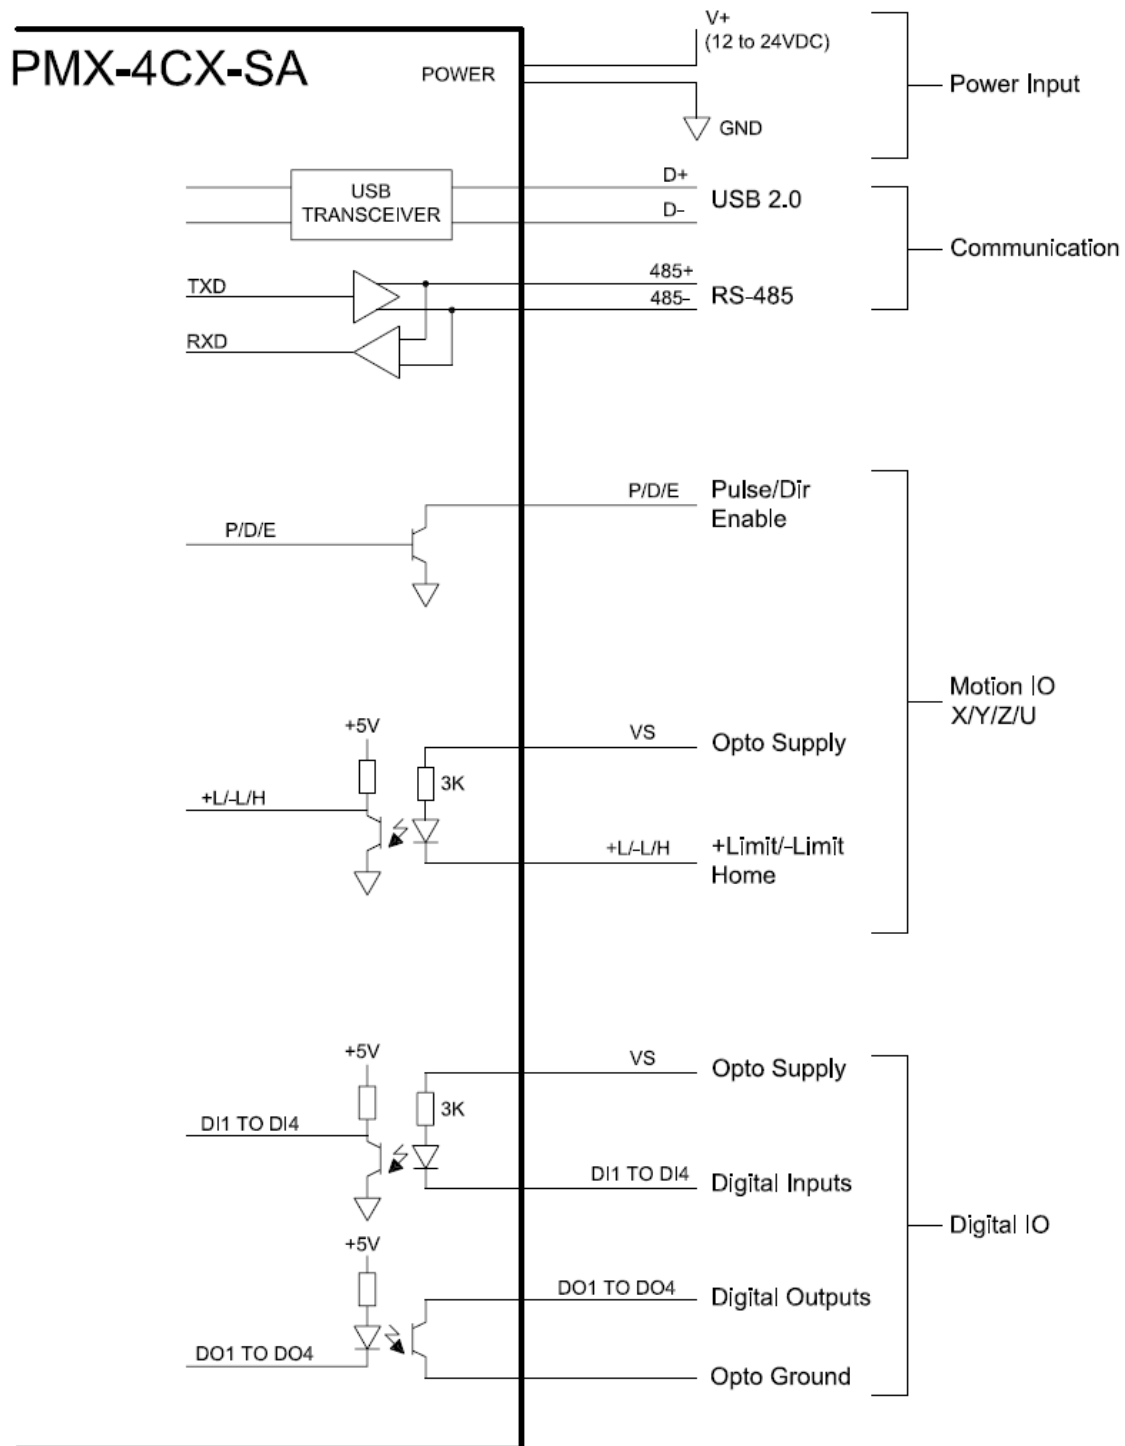 PMX-4CX-SA
POWER
V+
(12 to 24VDC)
GND
Power Input
USB
TRANSCEIVER
D+
D-
USB 2.0
TXD
RXD
485+
485-
RS-485
Communication
P/D/E
P/D/E
Pulse/Dir
Enable
+5V
+L/-L/H
3K
VS
Opto Supply
+L/-L/H
+Limit/-Limit
Home
Motion IO
X/Y/Z/U
+5V
DI1 TO DI4
3K
VS
Opto Supply
DI1 TO DI4
Digital Inputs
+5V
DO1 TO DO4
DO1 TO DO4
Digital Outputs
Opto Ground
Digital IO